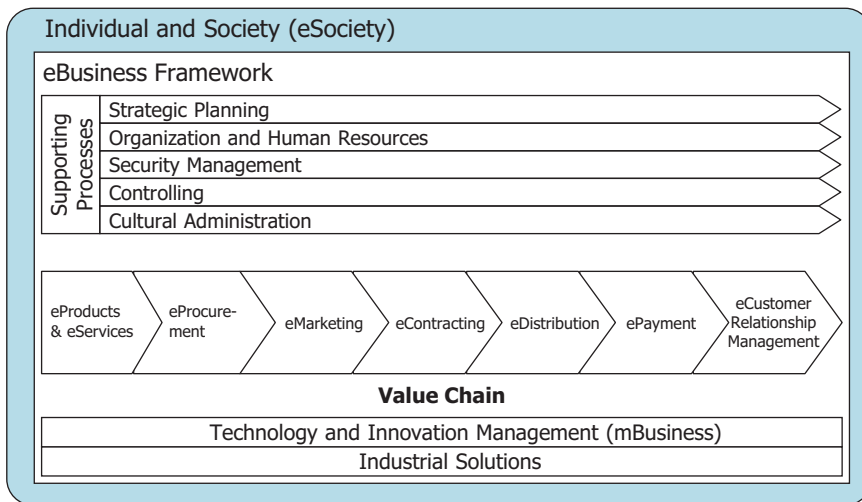 Individual and Society (eSociety)
eBusiness Framework
Supporting
Processes
Strategic Planning
Organization and Human Resources
Security Management
Controlling
Cultural Administration
eProducts
& eServices
eProcure-
ment
eMarketing
eContracting
eDistribution
ePayment
eCustomer
Relationship
Management
Value Chain
Technology and Innovation Management (mBusiness)
Industrial Solutions